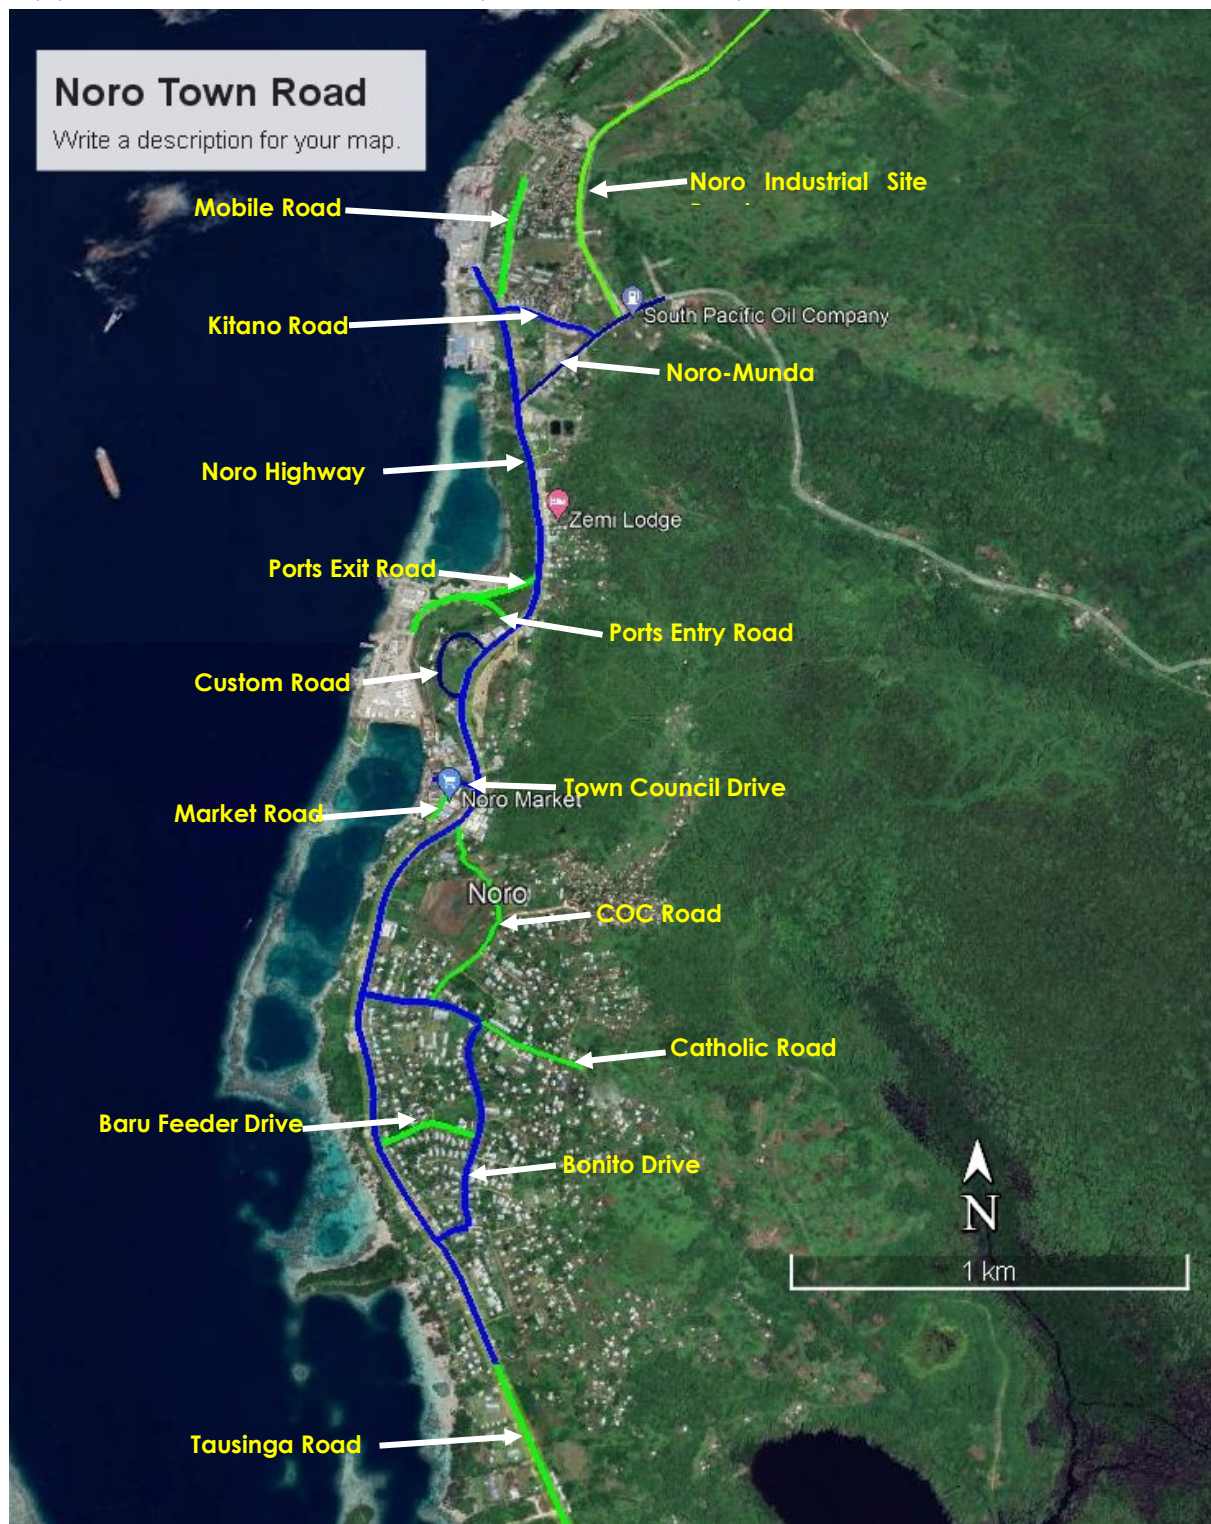 Noro Town Road
Write a description for your map.
Noro Industrial Site
Mobile Road
South Pacific Oil Company
Kitano Road
Noro-Munda
Noro Highway
Zemi Lodge
Ports Exit Road
Ports Entry Road
Custom Road
Town Council Drive
Noro Market
Market Road
Noro
COC Road
Catholic Road
Baru Feeder Drive
Bonito Drive
N
1 km
Tausinga Road